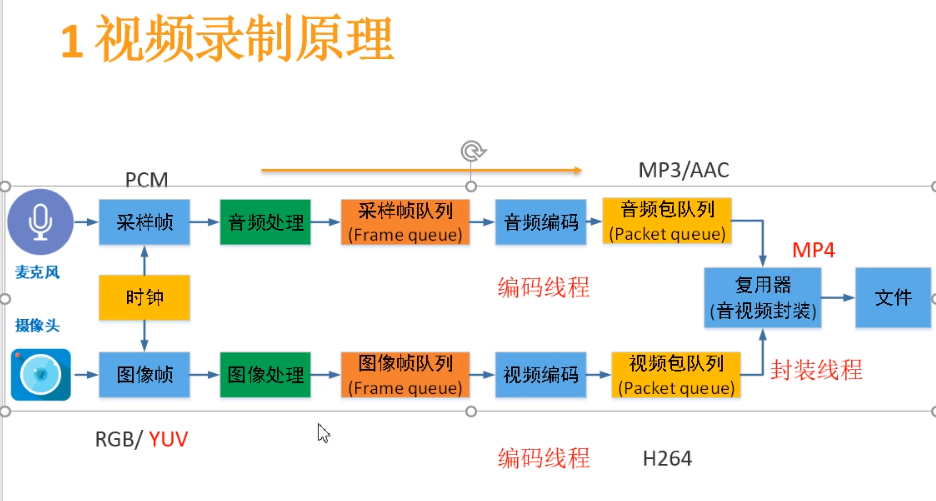 1 视频录制原理
PCM
MP3/AAC
麦克风
采样帧
音频处理
采样帧队列
(Frame queue)
音频编码
音频包队列
(Packet queue)
时钟
编码线程
MP4
复用器
(音视频封装)
文件
摄像头
图像帧
图像处理
图像帧队列
(Frame queue)
视频编码
视频包队列
(Packet queue)
封装线程
RGB/ YUV
编码线程
H264